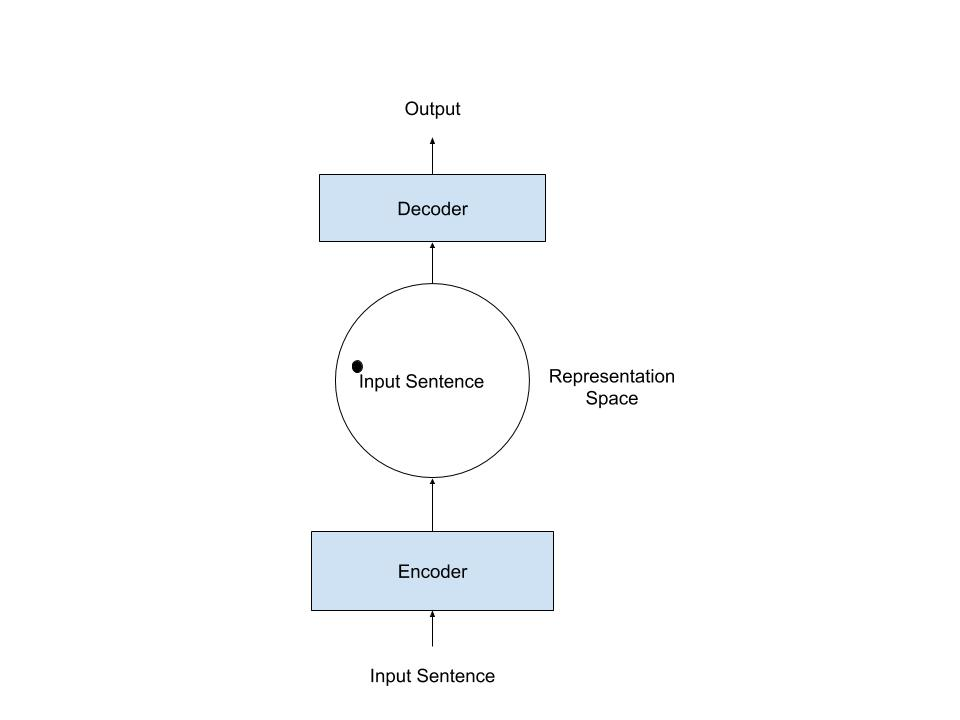 Output
Decoder
Input Sentence
Representation
Space
Encoder
Input Sentence